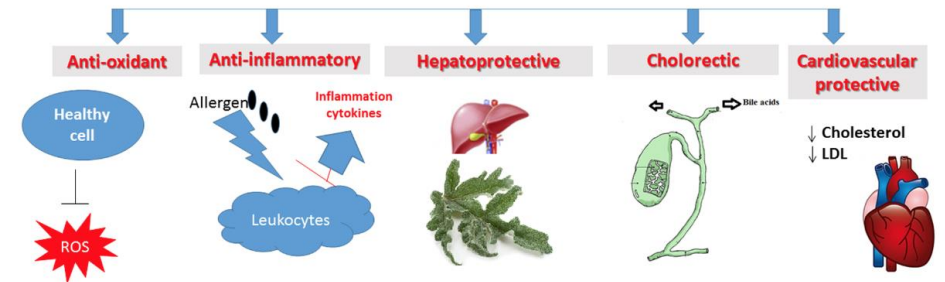 Anti-oxidant
Anti-inflammatory
Hepatoprotective
Cholorectic
Cardiovascular
protective
Healthy
cell
ROS
Allergen
Inflammation
cytokines
Leukocytes
Bile acids
↓ Cholesterol
↓ LDL